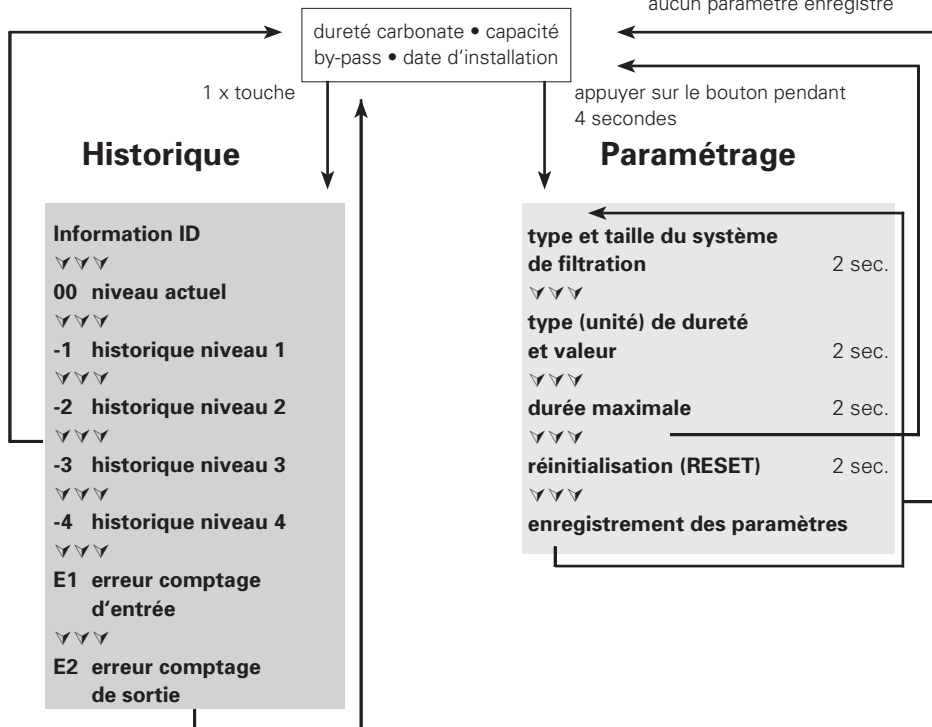 aucun paramètre enregistré
dureté carbonate • capacité
by-pass • date d'installation
1 x touche
appuyer sur le bouton pendant
4 secondes
Historique
Paramétrage
Information ID
00 niveau actuel
-1 historique niveau 1
-2 historique niveau 2
-3 historique niveau 3
-4 historique niveau 4
E1 erreur comptage
d'entrée
E2 erreur comptage
de sortie
type et taille du système
de filtration 2 sec.
type (unité) de dureté
et valeur 2 sec.
durée maximale 2 sec.
réinitialisation (RESET) 2 sec.
enregistrement des paramètres